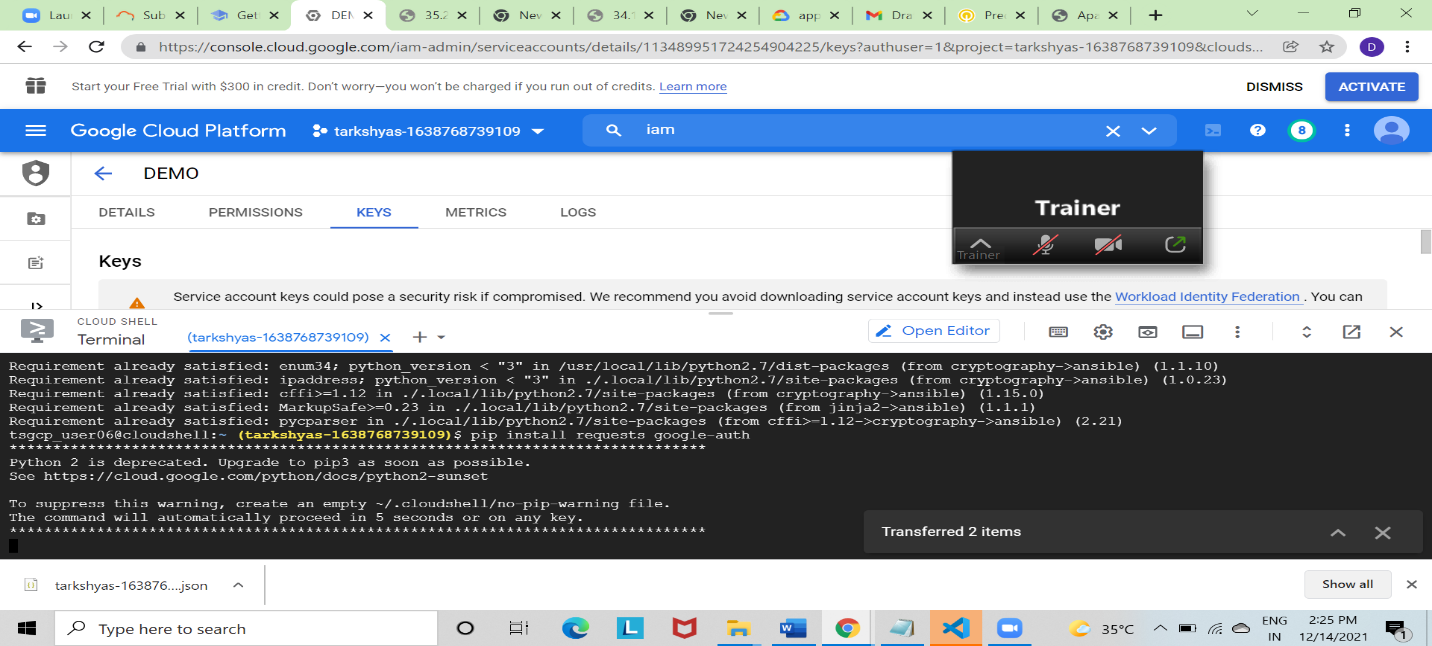 Lau
Sub
Get
DEN
35.2
Nev
34.1
Nev
app
Dra
Pre
Apa
https://console.cloud.google.com/iam-admin/serviceaccounts/details/113489951724254904225/keys?authuser=1&project=tarkshyas-1638768739109&clouds...
D
Start your Free Trial with $300 in credit. Don't worry—you won't be charged if you run out of credits. Learn more
DISMISS
ACTIVATE
Google Cloud Platform
tarkshyas-1638768739109
iam
8
DEMO
Trainer
Trainer
DETAILS
PERMISSIONS
KEYS
METRICS
LOGS
Keys
Service account keys could pose a security risk if compromised. We recommend you avoid downloading service account keys and instead use the Workload Identity Federation . You can
CLOUD SHELL
Terminal
(tarkshyas-1638768739109)
Open Editor
Requirement already satisfied: enum34; python_version < "3" in /usr/local/lib/python2.7/dist-packages (from cryptography->ansible) (1.1.10)
Requirement already satisfied: ipaddress; python_version < "3" in ./.local/lib/python2.7/site-packages (from cryptography->ansible) (1.0.23)
Requirement already satisfied: cffi>=1.12 in ./.local/lib/python2.7/site-packages (from cryptography->ansible) (1.15.0)
Requirement already satisfied: MarkupSafe>=0.23 in ./.local/lib/python2.7/site-packages (from jinja2->ansible) (1.1.1)
Requirement already satisfied: pycparser in ./.local/lib/python2.7/site-packages (from cffi>=1.12->cryptography->ansible) (2.21)
tsgcp_user06@cloudshell:~ (tarkshyas-1638768739109)$ pip install requests google-auth
********************************************************************************
Python 2 is deprecated. Upgrade to pip3 as soon as possible.
See https://cloud.google.com/python/docs/python2-sunset
To suppress this warning, create an empty ~/.cloudshell/no-pip-warning file.
The command will automatically proceed in 5 seconds or on any key.
********************************************************************************
Transferred 2 items
tarkshyas-163876....json
Show all
Type here to search
35°C
ENG
IN
2:25 PM
12/14/2021
1